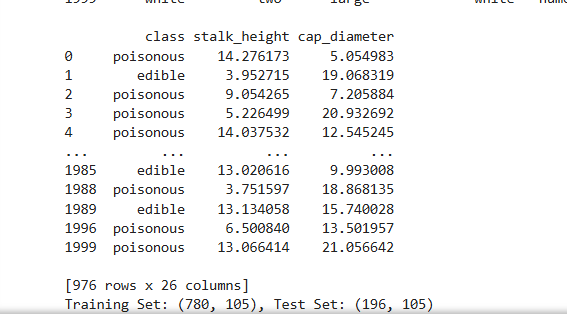 1999 white two large white
class stalk_height cap_diameter
0 poisonous 14.276173 5.054983
1 edible 3.952715 19.068319
2 poisonous 9.054265 7.205884
3 poisonous 5.226499 20.932692
4 poisonous 14.037532 12.545245
... ... ... ...
1985 edible 13.020616 9.993008
1988 poisonous 3.751597 18.868135
1989 edible 13.134058 15.740028
1996 poisonous 6.500840 13.501957
1999 poisonous 13.066414 21.056642
[976 rows x 26 columns]
Training Set: (780, 105), Test Set: (196, 105)